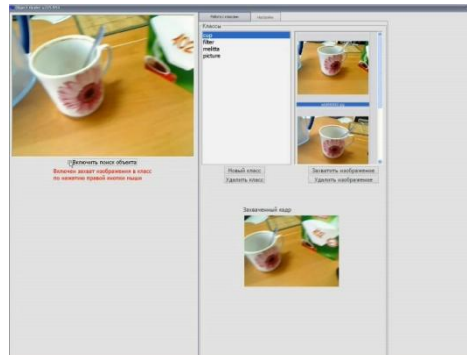 Классы
cup
filter
melitta
picture
Включить поиск объекта
Включен захват изображения в класс
по нажатию правой кнопки мыши
Новый класс
Захватить изображение
Удалить класс
Удалить изображение
Захваченный кадр